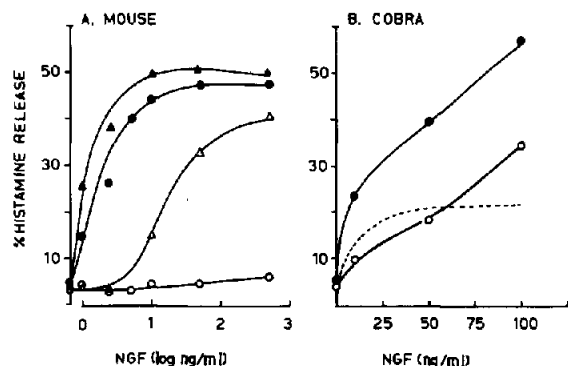 A. MOUSE
B. COBRA
% HISTAMINE RELEASE
50
30
10
0
1
2
3
NGF (log ng/ml)
50
30
10
25
50
75
100
NGF (ng/ml)